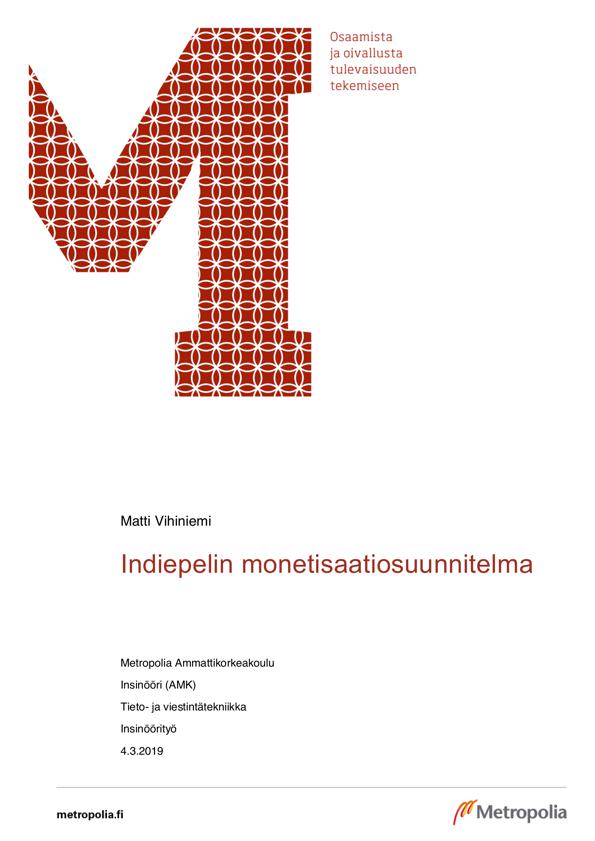 Osaamista
ja oivallusta
tulevaisuuden
tekemiseen
Matti Vihiniemi
Indiepelin monetisaatiosuunnitelma
Metropolia Ammattikorkeakoulu
Insinööri (AMK)
Tieto- ja viestintätekniikka
Insinöörityö
4.3.2019
metropolia.fi
Metropolia